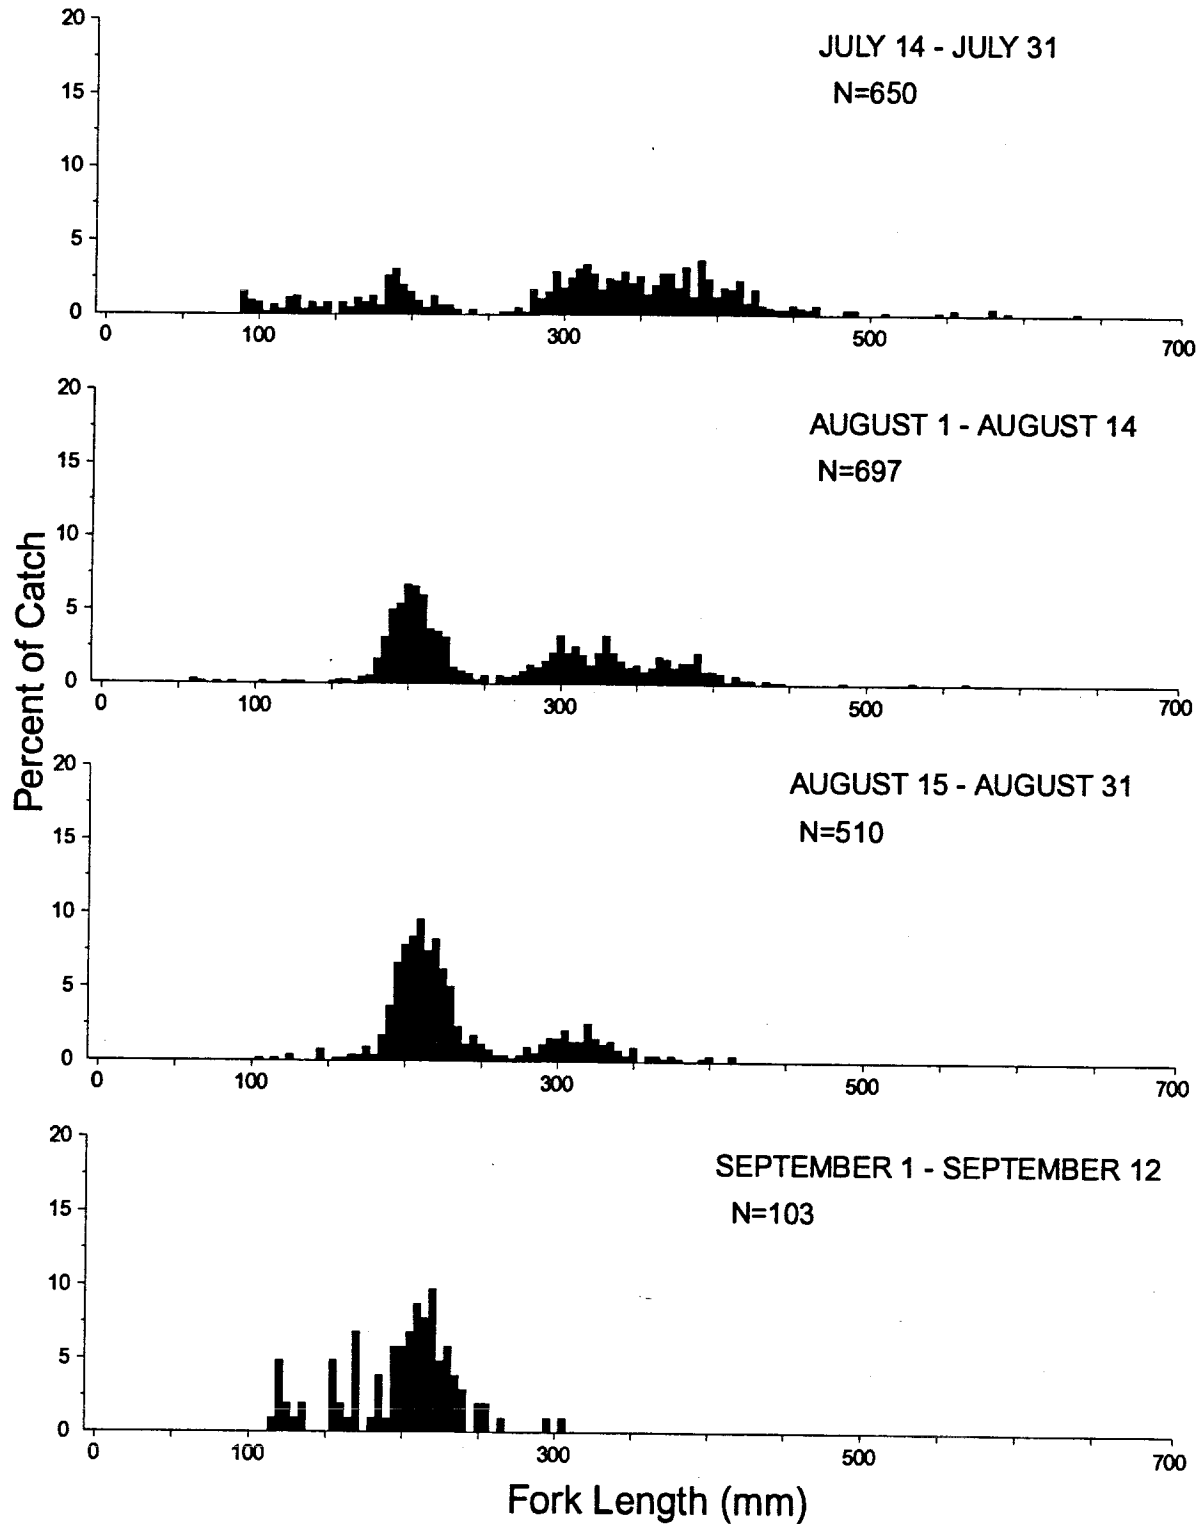 20
JULY 14 - JULY 31
N=650
15
10
5
0
0 100 300 500 700
20
AUGUST 1 - AUGUST 14
N=697
15
10
5
0
0 100 300 500 700
Percent of Catch
20
AUGUST 15 - AUGUST 31
N=510
15
10
5
0
0 100 300 500 700
20
SEPTEMBER 1 - SEPTEMBER 12
N=103
15
10
5
0
0 100 300 500 700
Fork Length (mm)